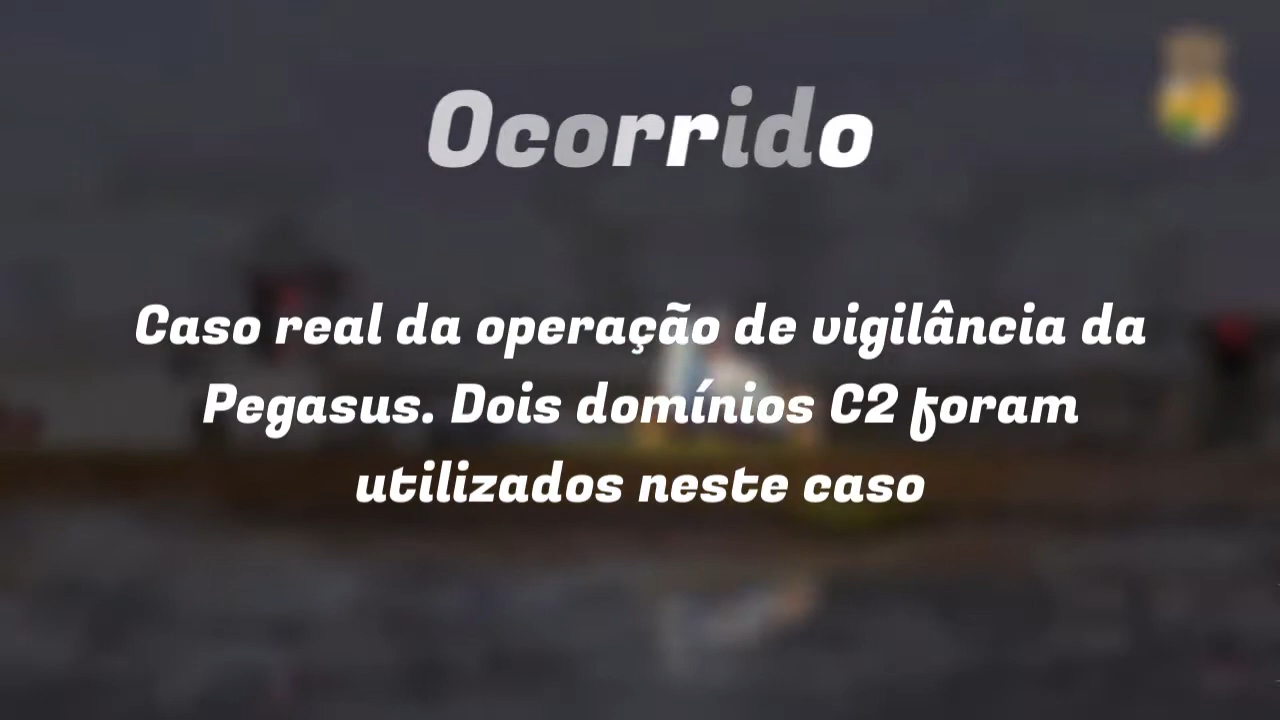 Ocorrido
Caso real da operação de vigilância da
Pegasus. Dois domínios C2 foram
utilizados neste caso